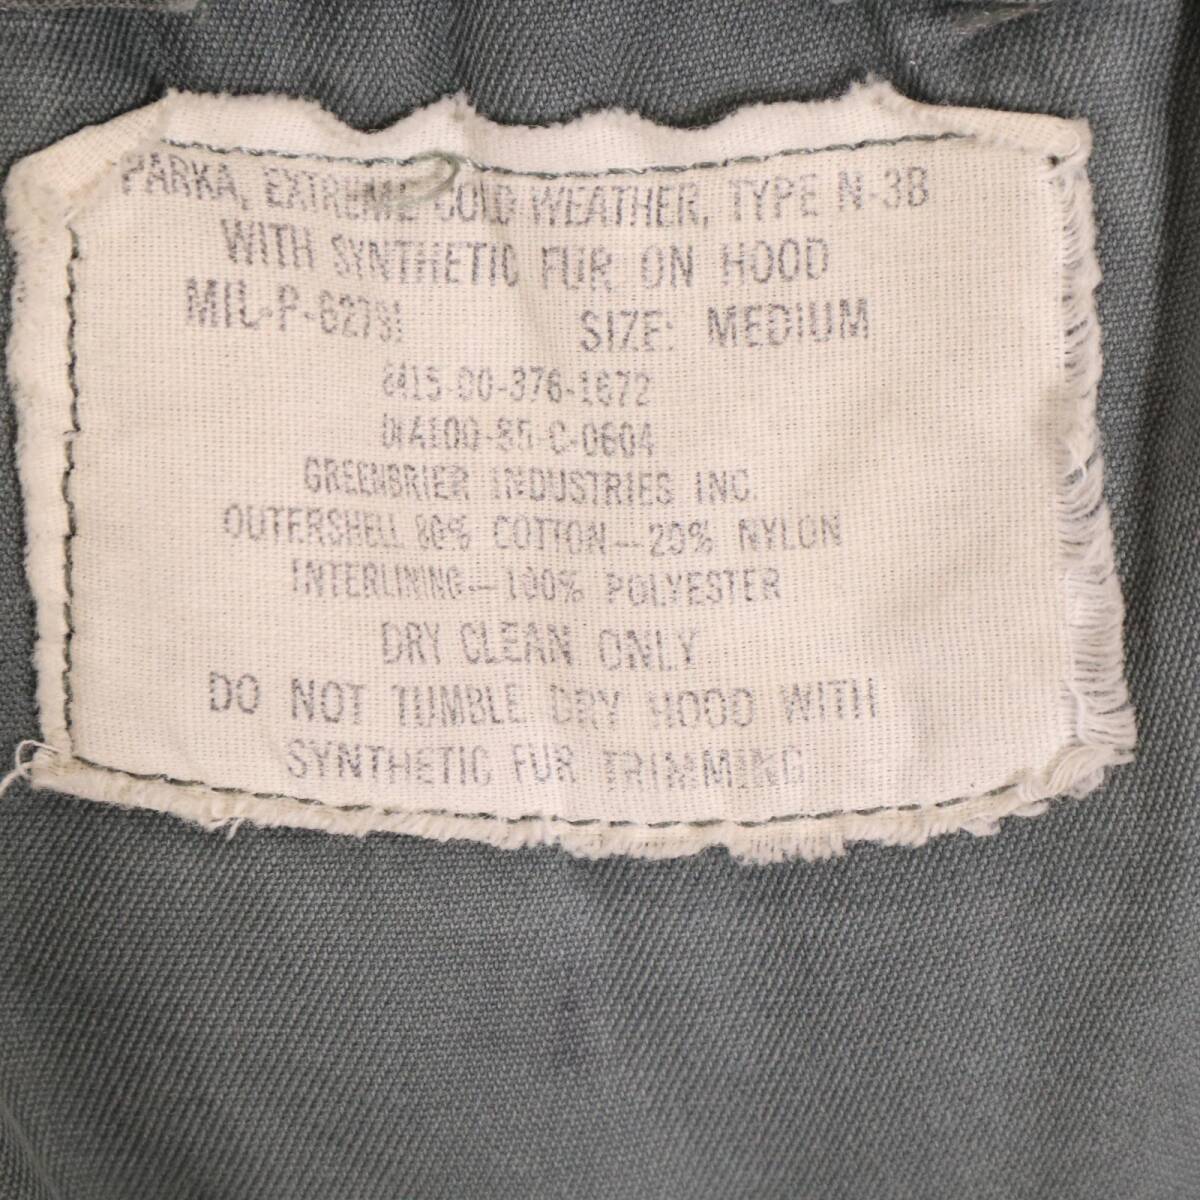 PARKA, EXTREME COLD WEATHER, TYPE N-3B
WITH SYNTHETIC FUR ON HOOD
MIL-P-6279I SIZE: MEDIUM
8415-00-376-1672
DLA100-85-C-0604
GREENBRIER INDUSTRIES INC.
OUTERSHELL 80% COTTON—20% NYLON
INTERLINING—100% POLYESTER
DRY CLEAN ONLY
DO NOT TUMBLE DRY HOOD WITH
SYNTHETIC FUR TRIMMING